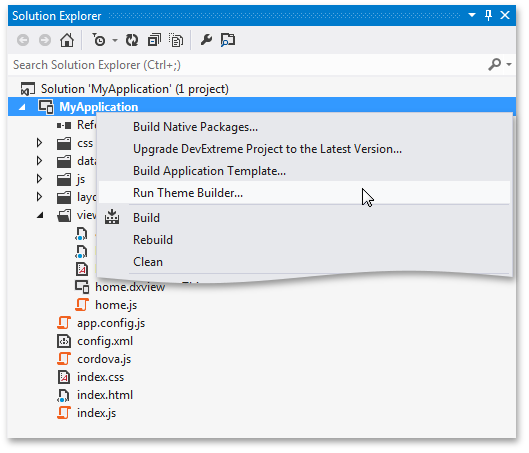 Solution Explorer
Search Solution Explorer (Ctrl+;)
Solution 'MyApplication' (1 project)
MyApplication
Refe
css
data
js
layo
view
Build Native Packages...
Upgrade DevExtreme Project to the Latest Version...
Build Application Template...
Run Theme Builder...
Build
Rebuild
Clean
home.dxview
home.js
app.config.js
config.xml
cordova.js
index.css
index.html
index.js